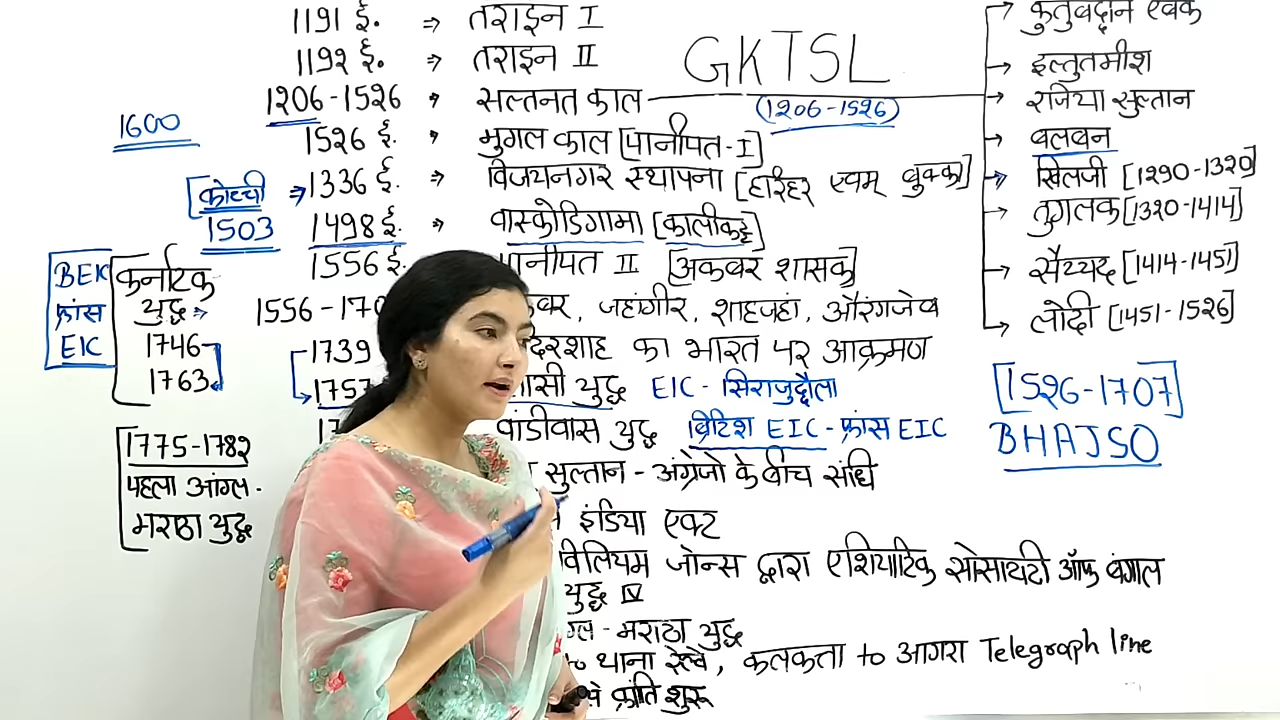 1191 ई. ⇒ तराइन I
1192 ई. ⇒ तराइन II
1206-1526 सल्तनत काल
1526 ई. मुगल काल [पानीपत-I]
1336 ई. विजयनगर स्थापना [हरिहर एवम् बुक्का]
1498 ई. वास्कोडिगामा [कालीकट]
1556 ई. पानीपत II [अकबर शासक]
1556-170
कबर, जहांगीर, शाहजहां, औरंगजेब
1739
दिरशाह का भारत पर आक्रमण
1757
ासी युद्ध EIC - सिराजुद्दौला
वांडीवास युद्ध ब्रिटिश EIC - फ्रांस EIC
सुल्तान - अंग्रेजो के बीच संधि
इंडिया एक्ट
विलियम जोन्स द्वारा एशियाटिक सोसायटी ऑफ बंगाल
युद्ध IV
ग्ल-मराठा युद्ध
to थाना रेल्वे, कलकत्ता to आगरा Telegraph line
क्रांति शुरू
1600
[कोच्ची ⇒
1503
BEIC
फ्रांस
EIC
कर्नाटक
युद्ध ⇒
1746
1763
1775-1782
पहला आंग्ल-
मराठा युद्ध
GKTSL
(1206-1526)
कुतुबद्दीन एबक
इल्तुतमीश
रजिया सुल्तान
बलबन
खिलजी [1290-1320]
तुगलक [1320-1414]
सैय्यद [1414-1451]
लोदी [1451-1526]
[1526-1707]
BHAJSO